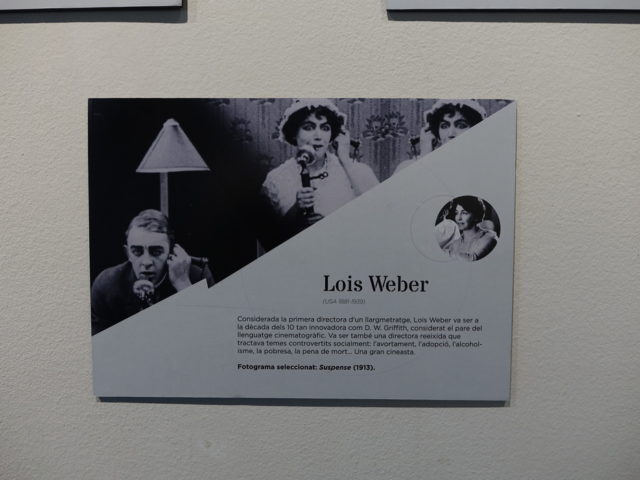 Lois Weber
(USA 1881-1939)
Considerada la primera directora d'un llargmetratge, Lois Weber va ser a
la dècada dels 10 tan innovadora com D. W. Griffith, considerat el pare del
llenguatge cinematogràfic. Va ser també una directora reeixida que
tractava temes controvertits socialment: l'avortament, l'adopció, l'alcohol-
isme, la pobresa, la pena de mort... Una gran cineasta.
Fotograma seleccionat: Suspense (1913).